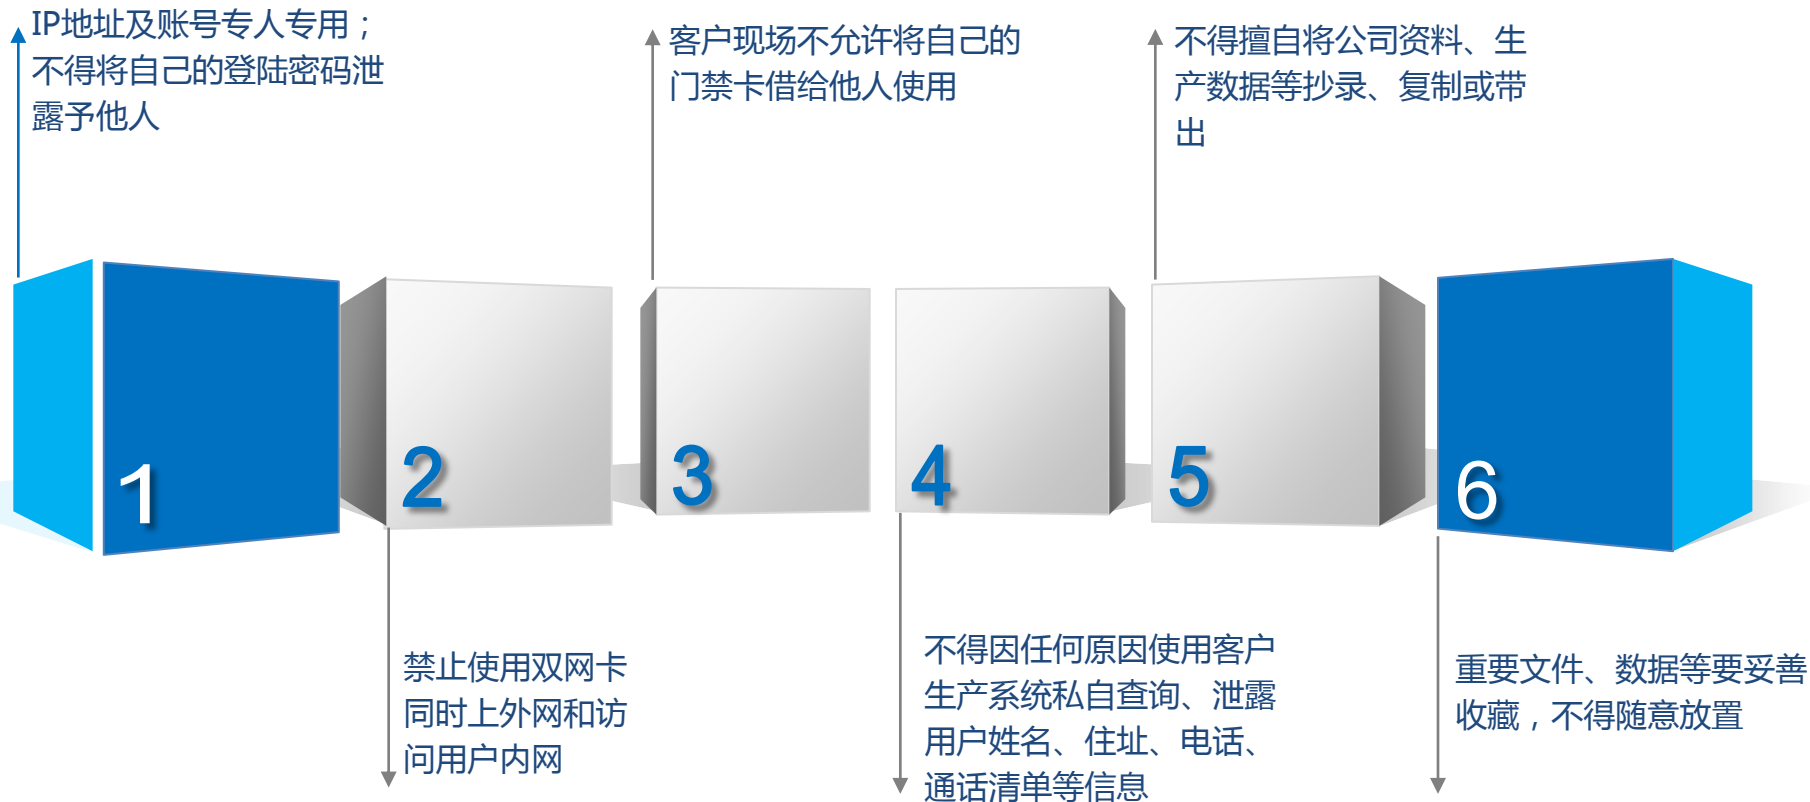 IP地址及账号专人专用；
不得将自己的登陆密码泄
露予他人
客户现场不允许将自己的
门禁卡借给他人使用
不得擅自将公司资料、生
产数据等抄录、复制或带
出
1
2
3
4
5
6
禁止使用双网卡
同时上外网和访
问用户内网
不得因任何原因使用客户
生产系统私自查询、泄露
用户姓名、住址、电话、
通话清单等信息
重要文件、数据等要妥善
收藏，不得随意放置